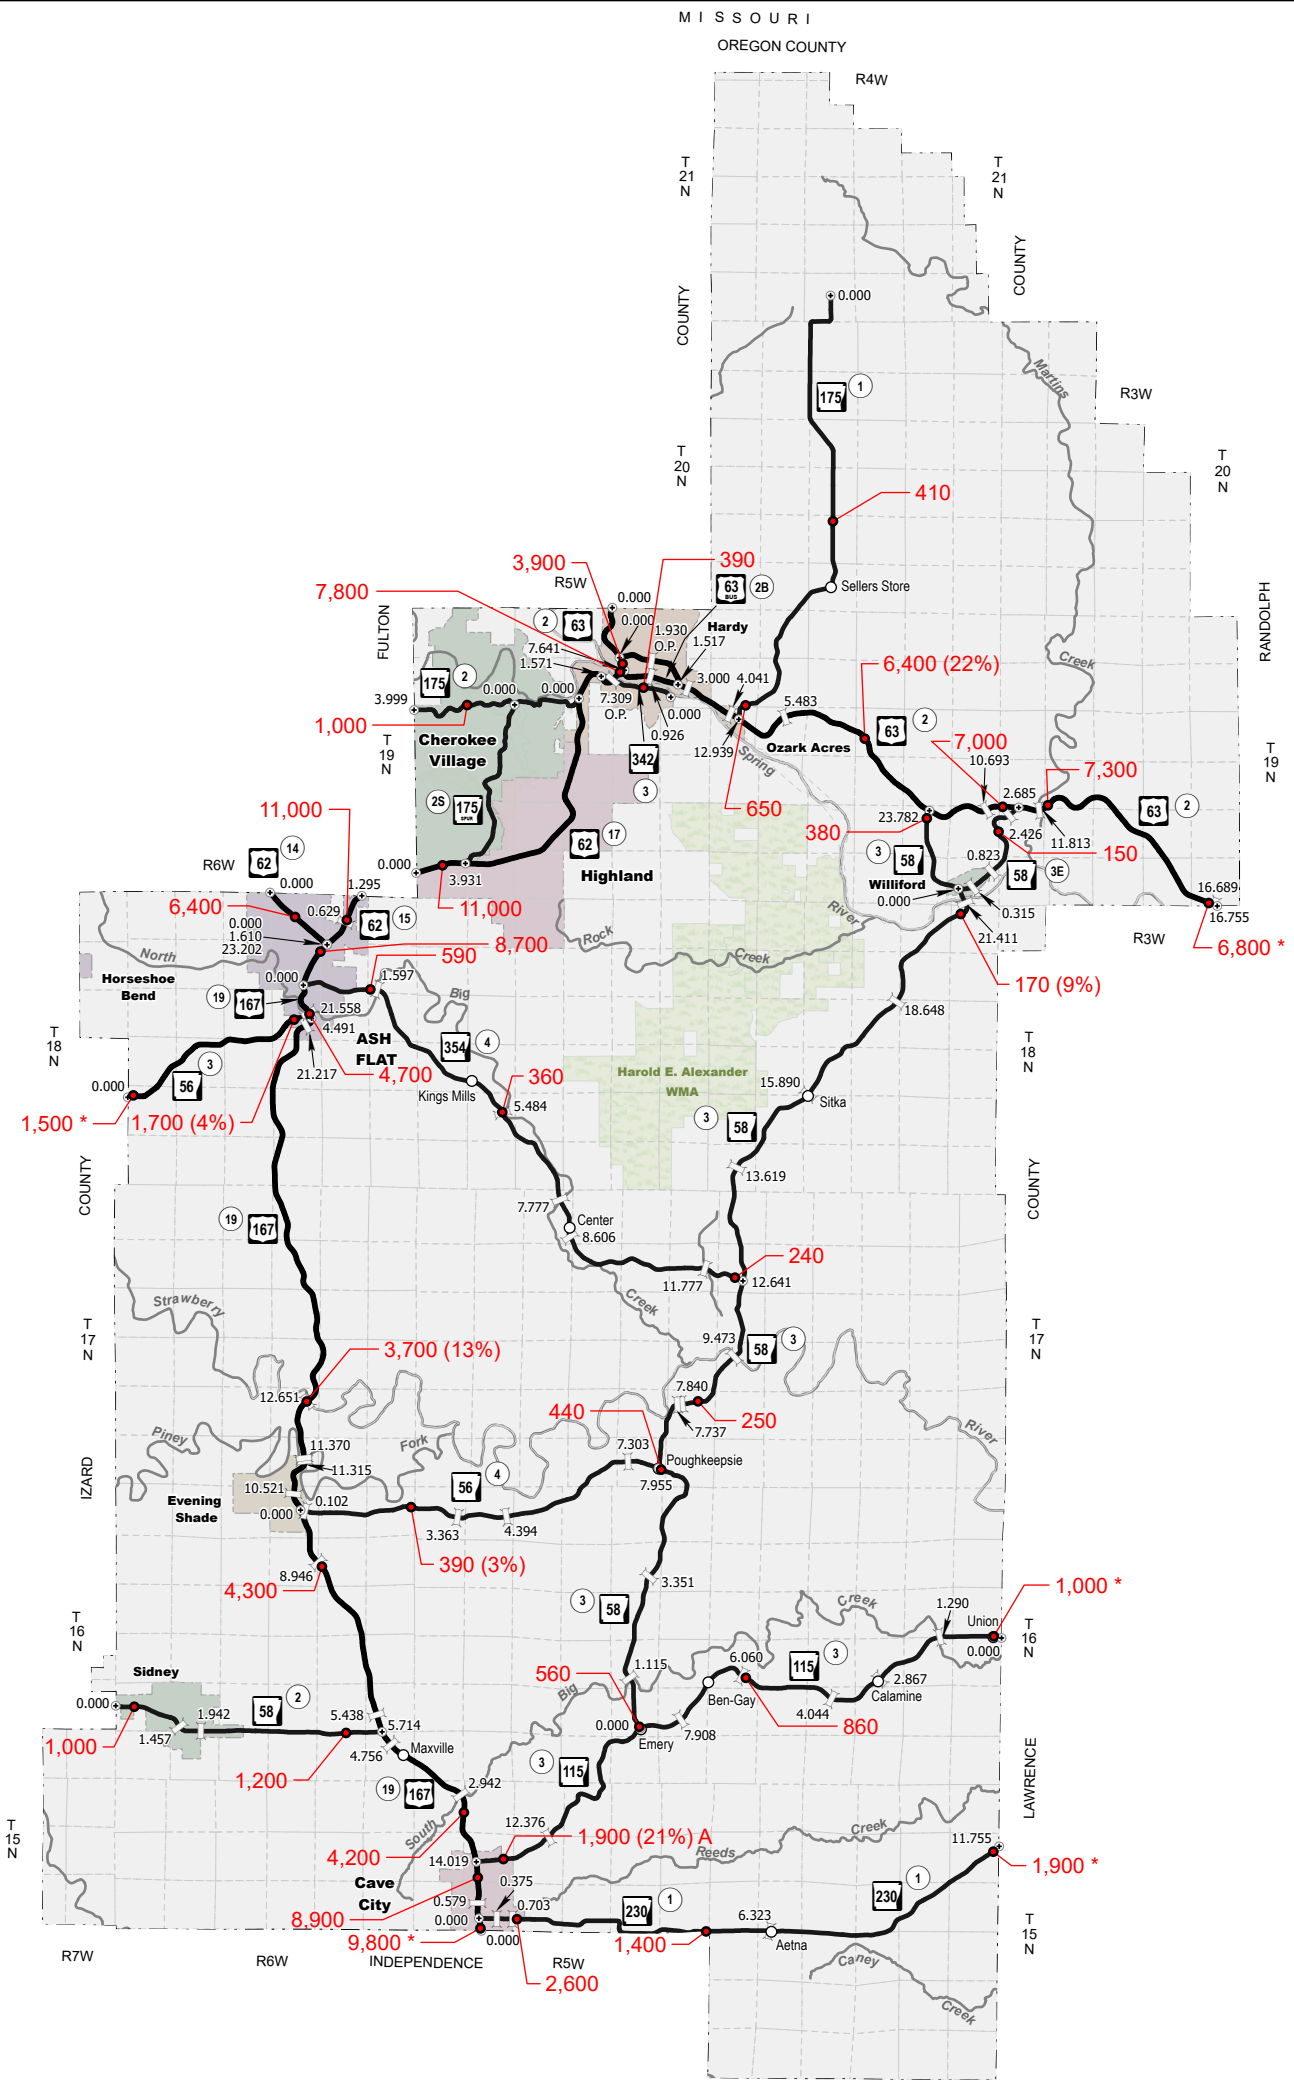 MISSOURI
OREGON COUNTY
R4W
T
21
N
T
21
N
COUNTY
COUNTY
0.000
Martins
175 1
R3W
T
20
N
T
20
N
410
3,900
390
R5W
63
BUS
2B
7,800
Sellers Store
RANDOLPH
FULTON
0.000
2
63
0.000
1.930
O.P.
Hardy
1.517
7.641
1.571
Creek
6,400 (22%)
175 2
3.000
4.041
3.999
0.000
0.000
7.309
O.P.
5.483
0.000
1,000
0.926
63 2
T
19
N
Cherokee
Village
12.939
Ozark Acres
7,000
T
19
N
342
3
Spring
10.693
7,300
2S
175
SPUR
11,000
650
2.685
63 2
380
23.782
62 17
2.426
11.813
150
14
62
R6W
3
58
0.823
58 3E
0.000
3.931
Highland
Williford
0.000
0.000
1.295
16.689
6,400
0.629
62 15
11,000
0.315
16.755
0.000
1.610
23.202
River
21.411
R3W
6,800 *
8,700
Rock
North
590
Creek
Horseshoe
Bend
0.000
1.597
170 (9%)
19
167
Big
21.558
18.648
4.491
ASH
FLAT
354 4
T
18
N
T
18
N
3
56
21.217
4,700
360
Harold E. Alexander
WMA
15.890
0.000
Kings Mills
5.484
Sitka
1,500 *
1,700 (4%)
3
58
COUNTY
COUNTY
13.619
7.777
19
167
Center
8.606
240
11.777
12.641
Strawberry
Creek
T
17
N
9.473
58 3
T
17
N
3,700 (13%)
12.651
7.840
440
250
7.737
Piney
11.370
Fork
River
7.303
Poughkeepsie
11.315
IZARD
56 4
10.521
7.955
Evening
Shade
0.102
0.000
3.363
4.394
390 (3%)
8.946
4,300
3.351
1,000 *
3
58
Creek
1.290
T
16
N
Union
T
16
N
0.000
Sidney
560
1.115
6.060
115 3
0.000
58 2
Big
2.867
Ben-Gay
Calamine
1.942
5.438
5.714
4.044
1.457
0.000
7.908
860
Emery
1,000
4.756
Maxville
3
115
1,200
LAWRENCE
19
167
2.942
T
15
N
South
12.376
Creek
1,900 (21%) A
11.755
Reeds
4,200
14.019
1,900 *
Cave
City
0.375
230 1
0.579
0.703
230 1
8,900
0.000
6.323
T
15
N
9,800 *
0.000
1,400
Aetna
R7W
R6W
INDEPENDENCE
R5W
Caney
2,600
Creek